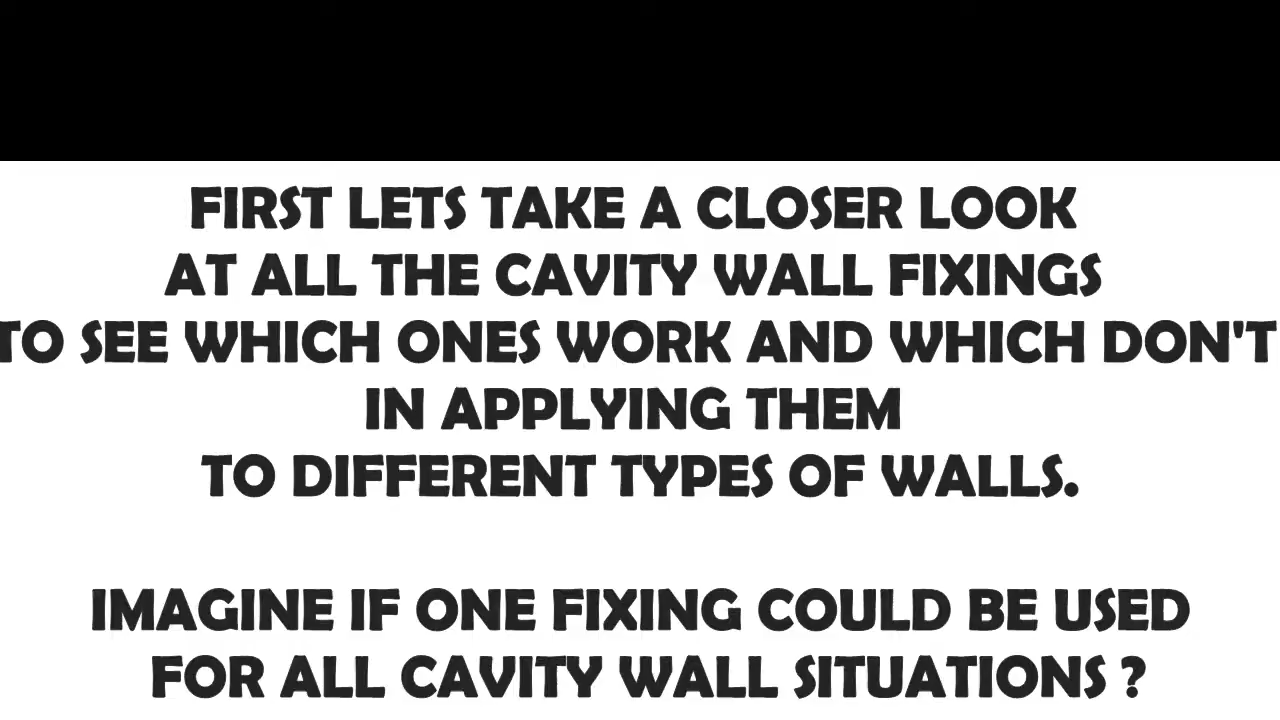 FIRST LETS TAKE A CLOSER LOOK
AT ALL THE CAVITY WALL FIXINGS
TO SEE WHICH ONES WORK AND WHICH DON'T
IN APPLYING THEM
TO DIFFERENT TYPES OF WALLS.
IMAGINE IF ONE FIXING COULD BE USED
FOR ALL CAVITY WALL SITUATIONS ?